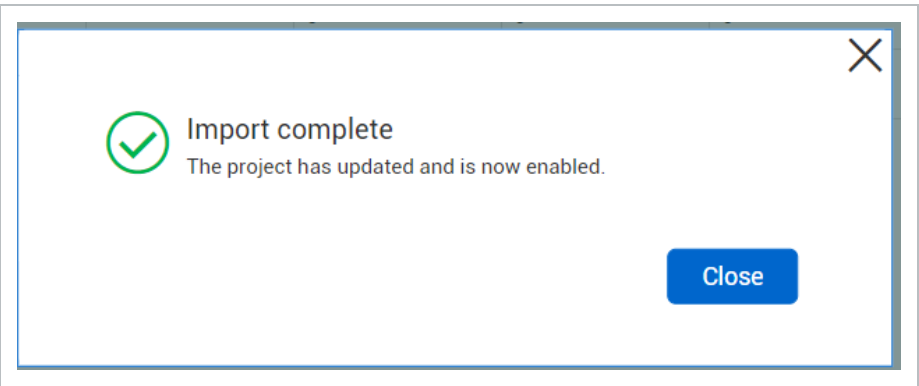 Import complete
The project has updated and is now enabled.
Close